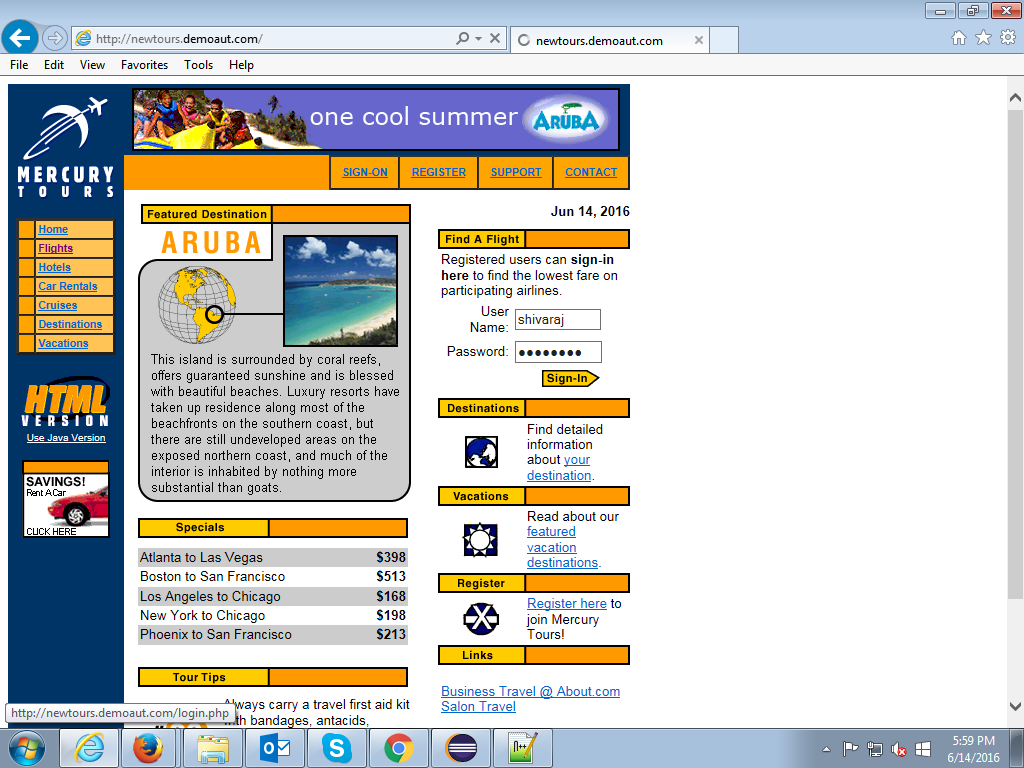 http://newtours.demoaut.com/
newtours.demoaut.com
File Edit View Favorites Tools Help
MERCURY
TOURS
one cool summer ARUBA
SIGN-ON REGISTER SUPPORT CONTACT
Home
Flights
Hotels
Car Rentals
Cruises
Destinations
Vacations
HTML
VERSION
Use Java Version
SAVINGS!
Rent A Car
CLICK HERE
Featured Destination
ARUBA
This island is surrounded by coral reefs,
offers guaranteed sunshine and is blessed
with beautiful beaches. Luxury resorts have
taken up residence along most of the
beachfronts on the southern coast, but
there are still undeveloped areas on the
exposed northern coast, and much of the
interior is inhabited by nothing more
substantial than goats.
Specials
Atlanta to Las Vegas $398
Boston to San Francisco $513
Los Angeles to Chicago $168
New York to Chicago $198
Phoenix to San Francisco $213
Tour Tips
Always carry a travel first aid kit
with bandages, antacids,
Jun 14, 2016
Find A Flight
Registered users can sign-in
here to find the lowest fare on
participating airlines.
User
Name: shivaraj
Password: ●●●●●●●●
Sign-In
Destinations
Find detailed
information
about your
destination.
Vacations
Read about our
featured
vacation
destinations.
Register
Register here to
join Mercury
Tours!
Links
Business Travel @ About.com
Salon Travel
http://newtours.demoaut.com/login.php
5:59 PM
6/14/2016